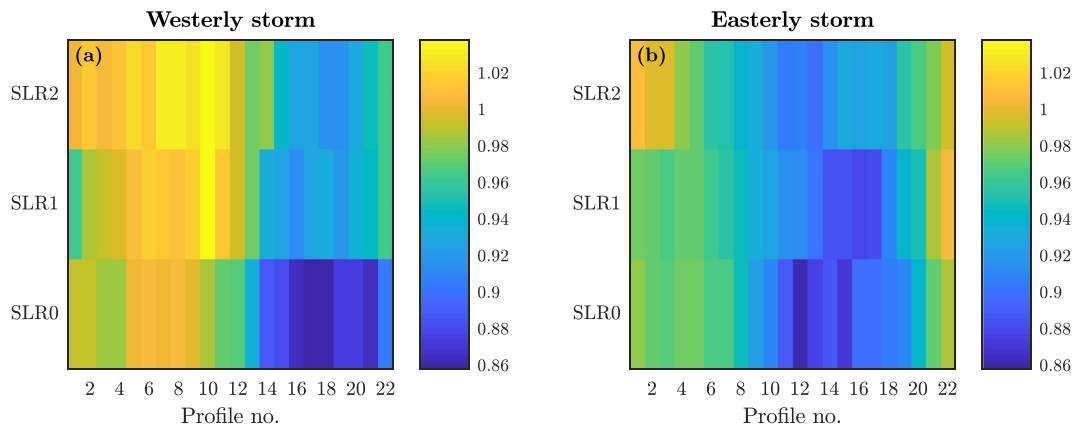 Westerly storm
(a)
SLR2
SLR1
SLR0
2 4 6 8 10 12 14 16 18 20 22
Profile no.
1.02
1
0.98
0.96
0.94
0.92
0.9
0.88
0.86
Easterly storm
(b)
SLR2
SLR1
SLR0
2 4 6 8 10 12 14 16 18 20 22
Profile no.
1.02
1
0.98
0.96
0.94
0.92
0.9
0.88
0.86